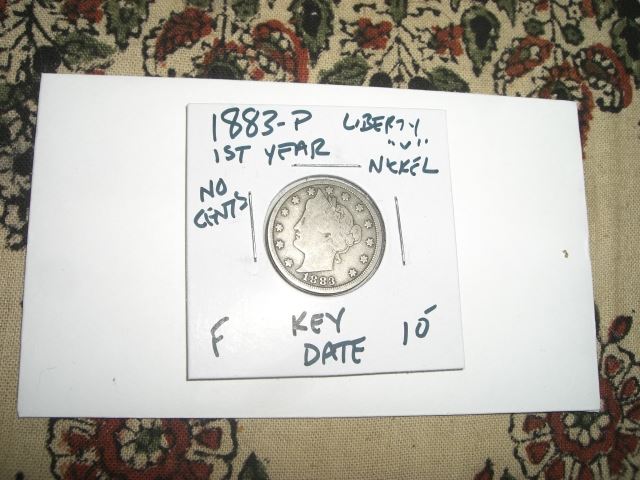 1883-P LIBERTY
1ST YEAR "V"
NICKEL
NO
CENTS
1883
F KEY 10
DATE